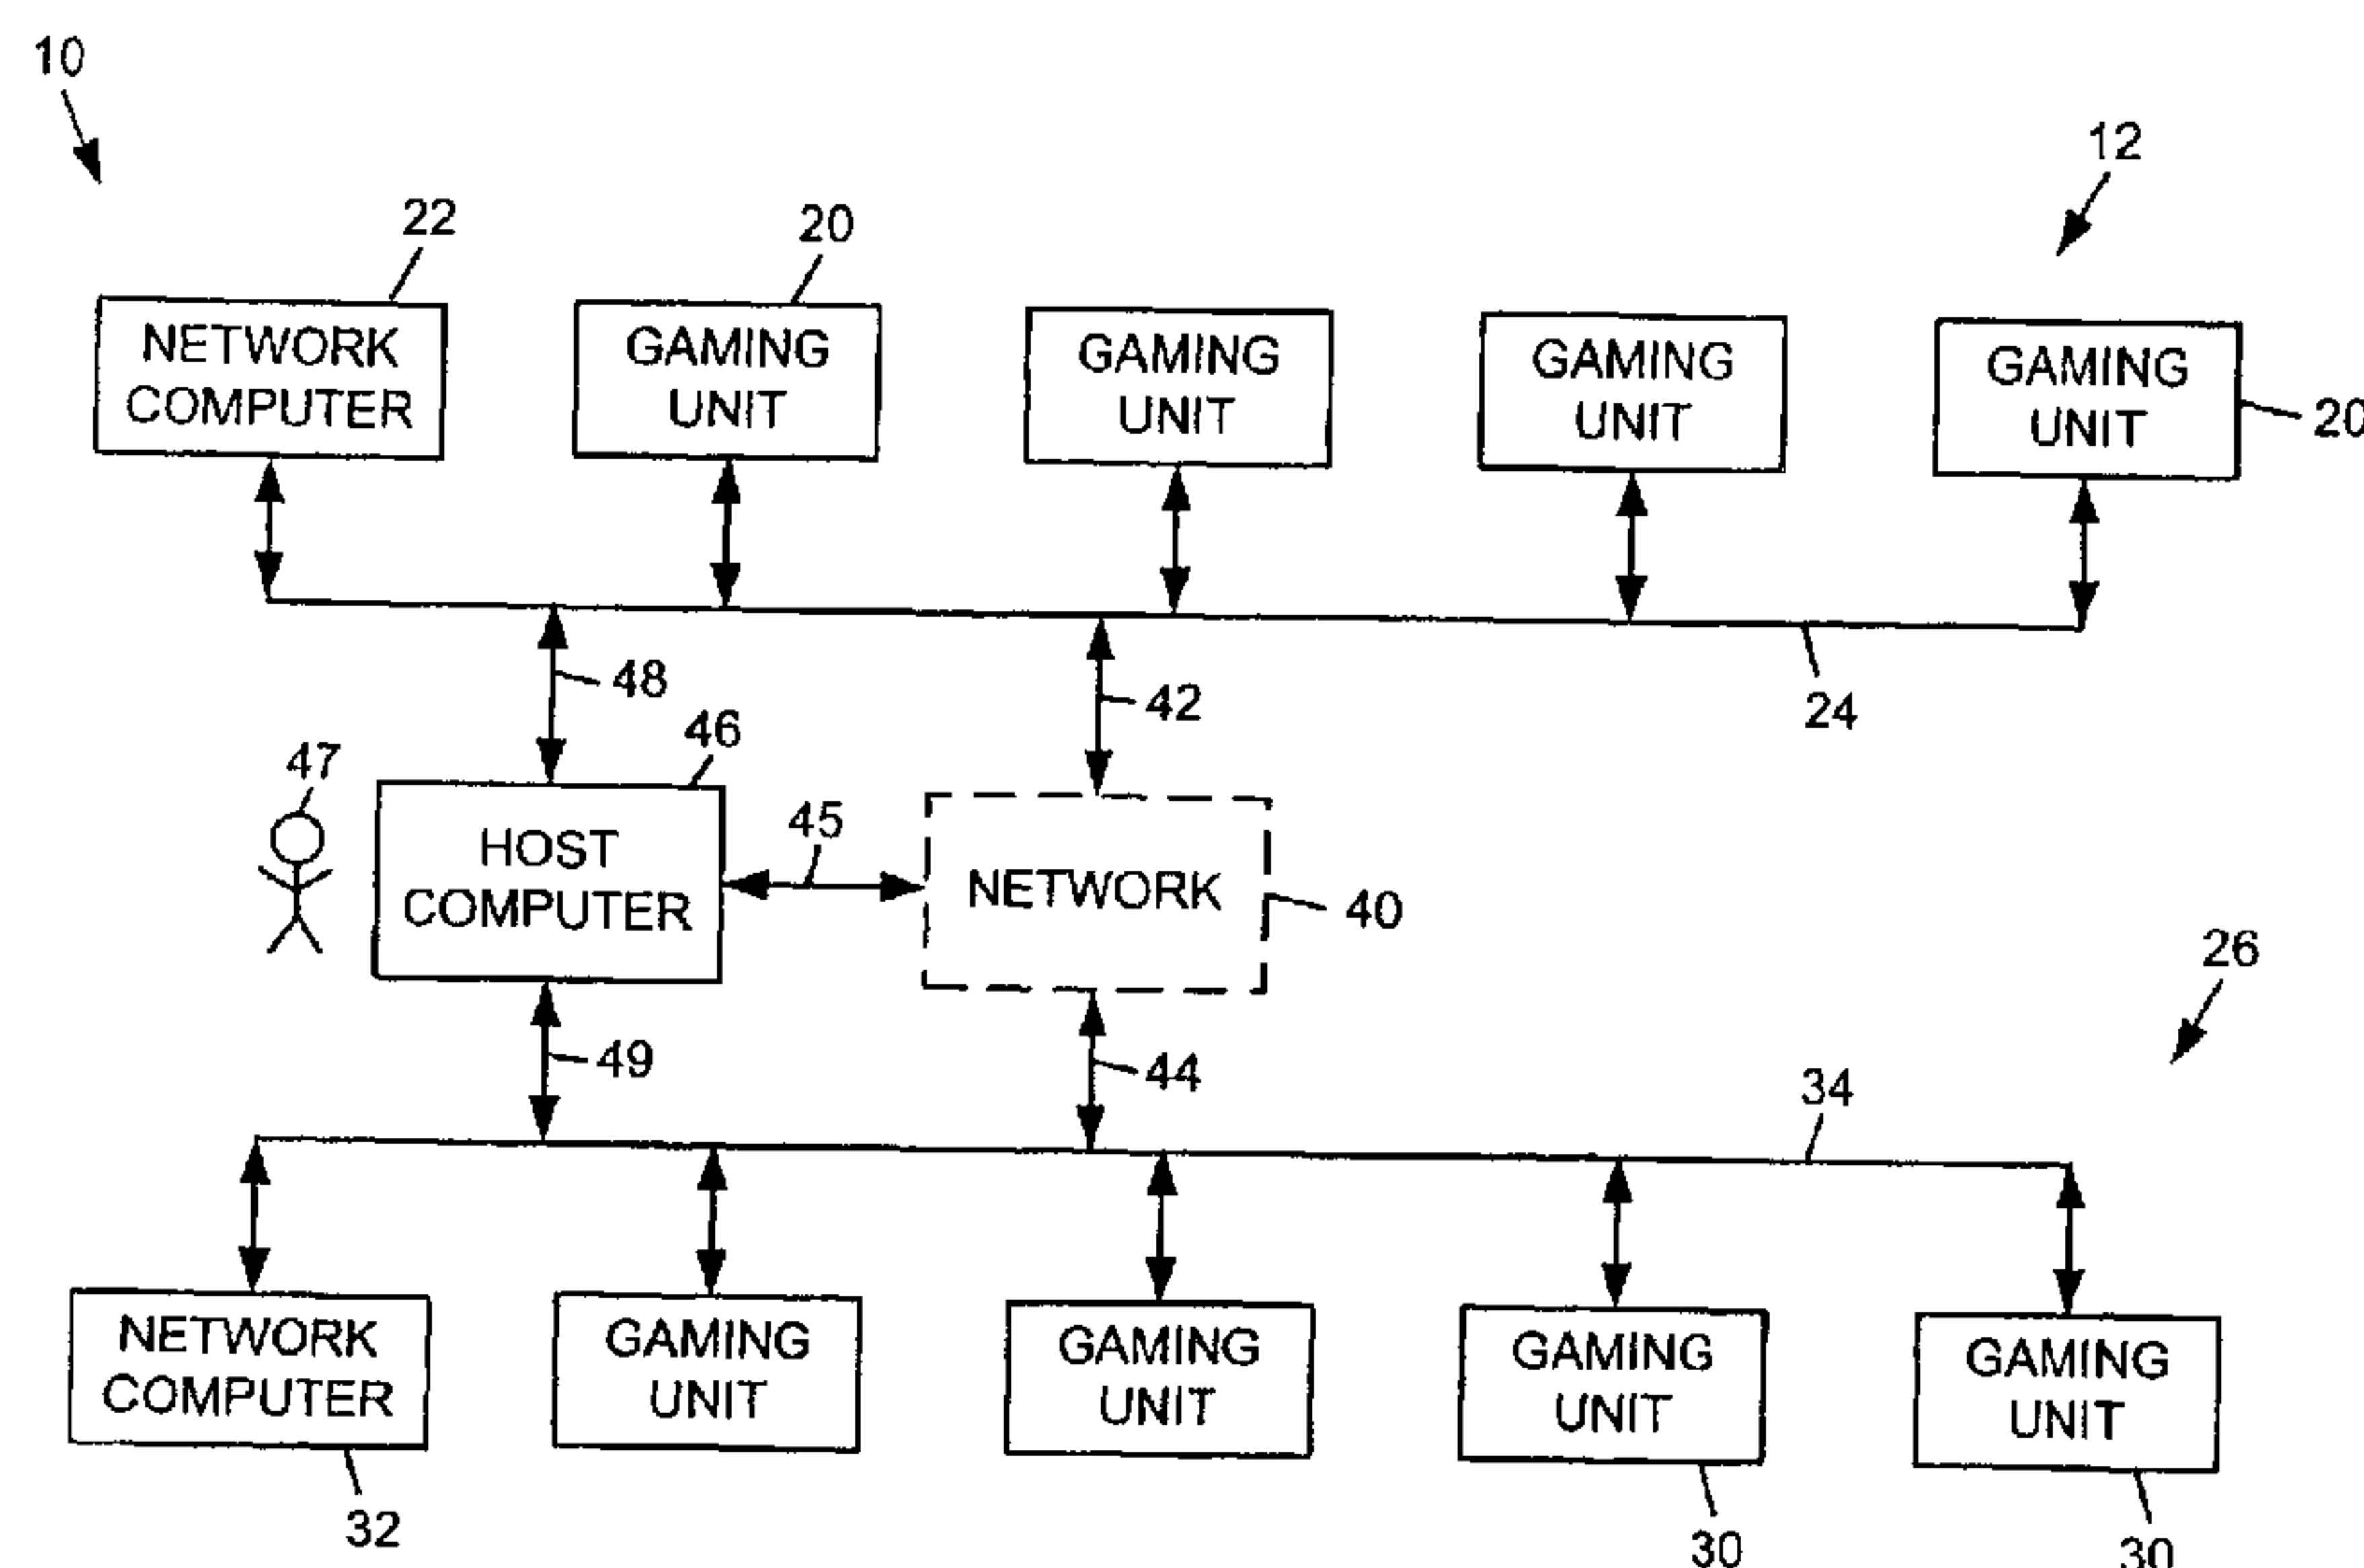 10
12
22
20
NETWORK
COMPUTER
GAMING
UNIT
GAMING
UNIT
GAMING
UNIT
GAMING
UNIT
20
48
42
24
46
47
HOST
COMPUTER
45
NETWORK
40
26
49
44
34
NETWORK
COMPUTER
GAMING
UNIT
GAMING
UNIT
GAMING
UNIT
GAMING
UNIT
32
30
30